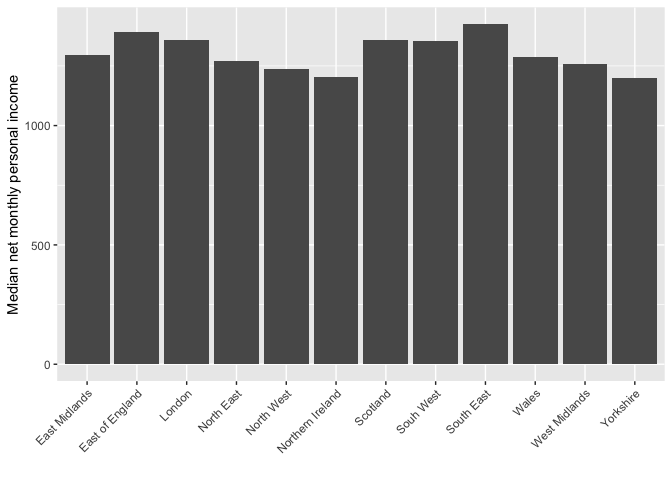 Median net monthly personal income
1000
500
0
East Midlands
East of England
London
North East
North West
Northern Ireland
Scotland
Souh West
South East
Wales
West Midlands
Yorkshire